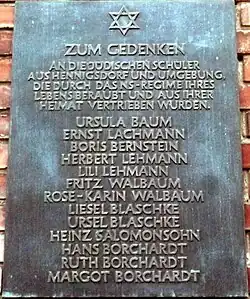 ZUM GEDENKEN
AN DIE JÜDISCHEN SCHÜLER
AUS HENNIGSDORF UND UMGEBUNG,
DIE DURCH DAS NS-REGIME IHRES
LEBENS BERAUBT UND AUS IHRER
HEIMAT VERTRIEBEN WURDEN.
URSULA BAUM
ERNST LACHMANN
BORIS BERNSTEIN
HERBERT LEHMANN
LILI LEHMANN
FRITZ WALBAUM
ROSE-KARIN WALBAUM
LIESEL BLASCHKE
URSEL BLASCHKE
HEINZ SALOMONSOHN
HANS BORCHARDT
RUTH BORCHARDT
MARGOT BORCHARDT